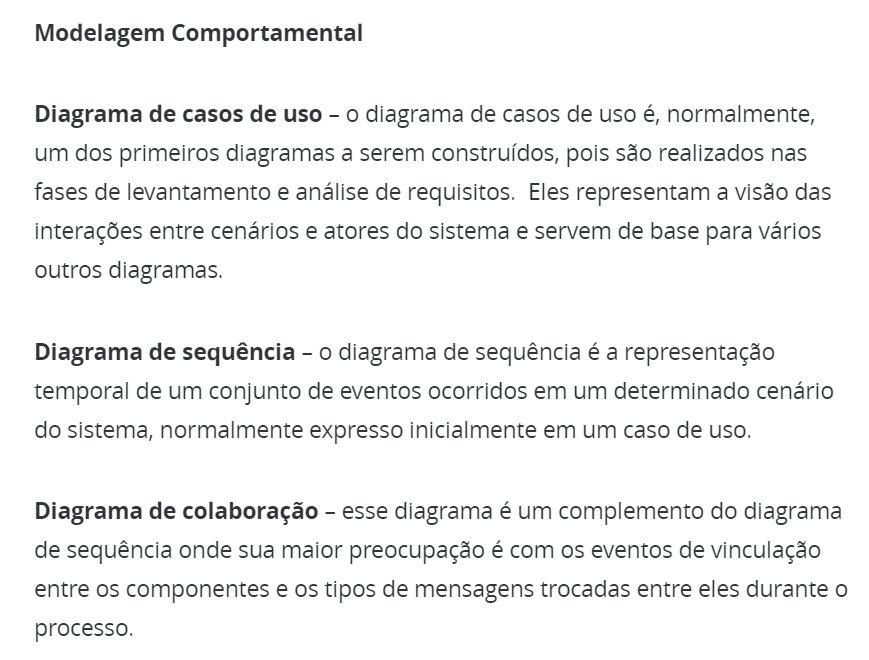 Modelagem Comportamental
Diagrama de casos de uso – o diagrama de casos de uso é, normalmente,
um dos primeiros diagramas a serem construídos, pois são realizados nas
fases de levantamento e análise de requisitos.  Eles representam a visão das
interações entre cenários e atores do sistema e servem de base para vários
outros diagramas.
Diagrama de sequência – o diagrama de sequência é a representação
temporal de um conjunto de eventos ocorridos em um determinado cenário
do sistema, normalmente expresso inicialmente em um caso de uso.
Diagrama de colaboração – esse diagrama é um complemento do diagrama
de sequência onde sua maior preocupação é com os eventos de vinculação
entre os componentes e os tipos de mensagens trocadas entre eles durante o
processo.